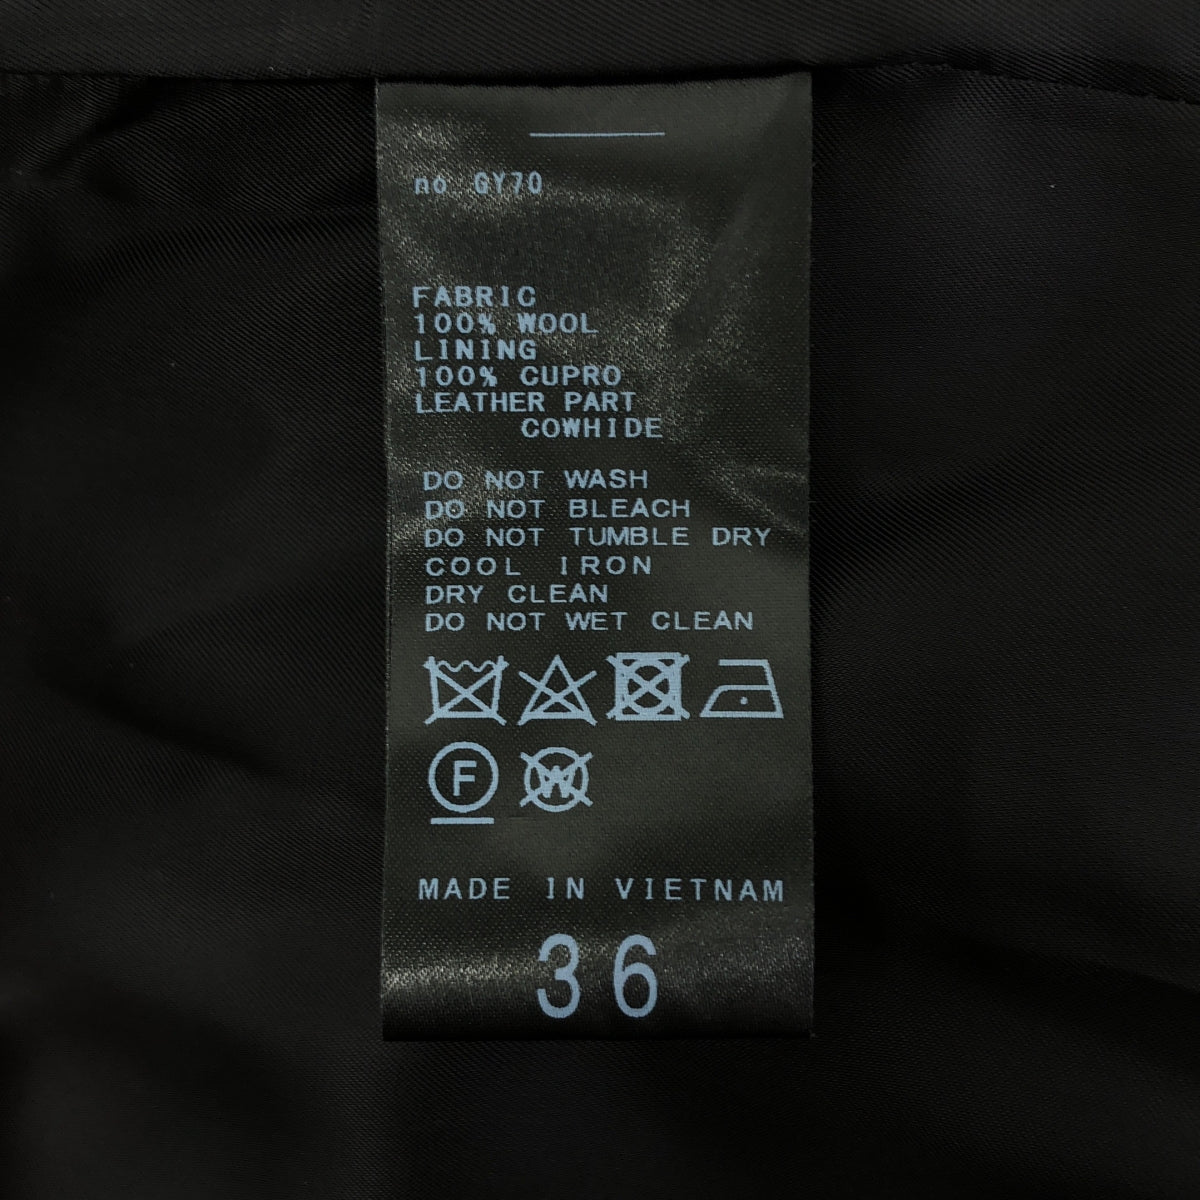 no GY70
FABRIC
100% WOOL
LINING
100% CUPRO
LEATHER PART
COWHIDE
DO NOT WASH
DO NOT BLEACH
DO NOT TUMBLE DRY
COOL IRON
DRY CLEAN
DO NOT WET CLEAN
F W
MADE IN VIETNAM
36